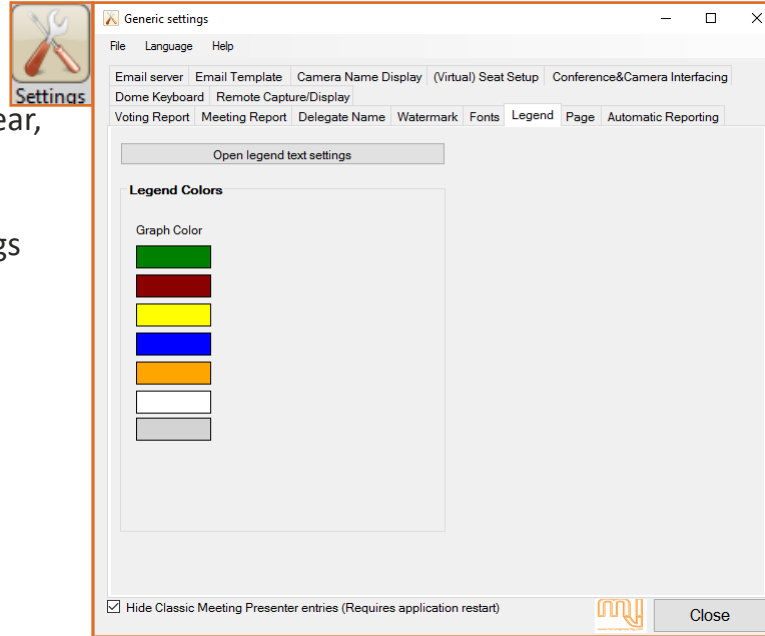 Settings
ear,
gs
Generic settings
File Language Help
Email server Email Template Camera Name Display (Virtual) Seat Setup Conference&Camera Interfacing
Dome Keyboard Remote Capture/Display
Voting Report Meeting Report Delegate Name Watermark Fonts Legend Page Automatic Reporting
Open legend text settings
Legend Colors
Graph Color
Hide Classic Meeting Presenter entries (Requires application restart)
my
Close